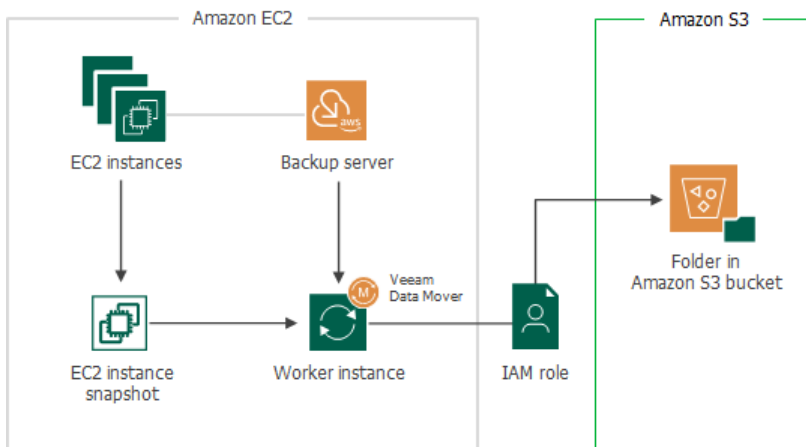 Amazon EC2
Amazon S3
aws
EC2 instances
Backup server
Folder in
Amazon S3 bucket
Veeam
Data Mover
M
EC2 instance
snapshot
Worker instance
IAM role